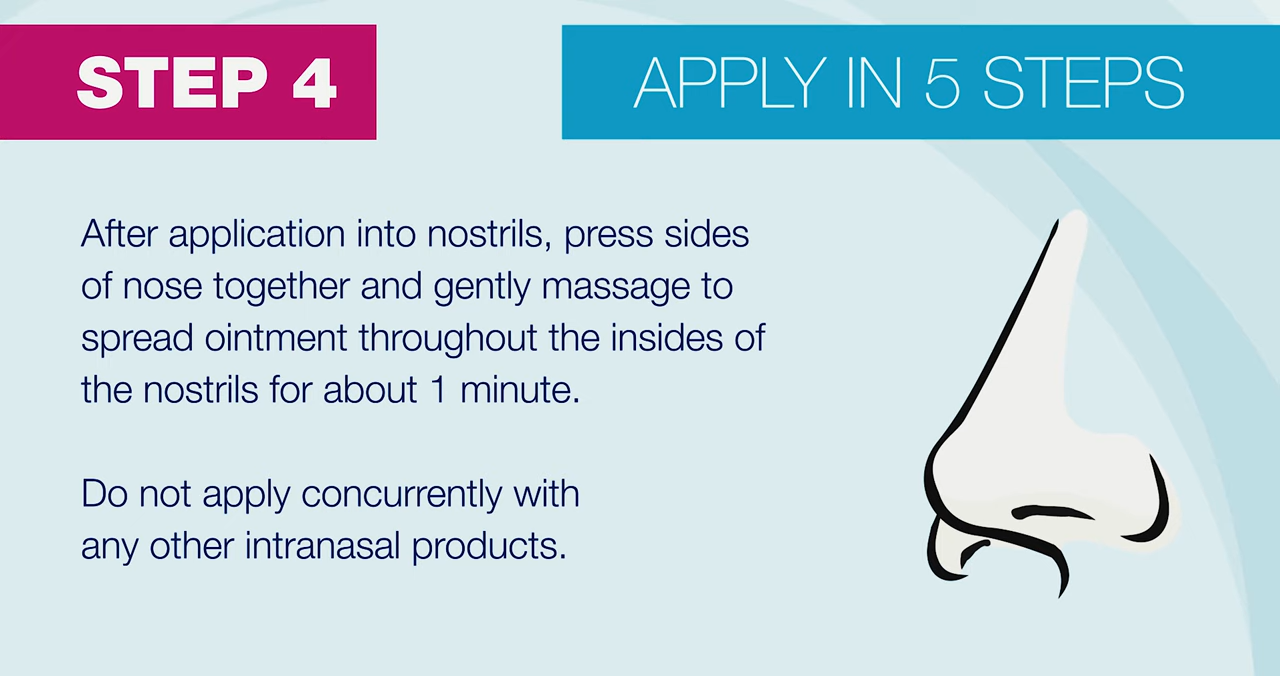 STEP 4
APPLY IN 5 STEPS
After application into nostrils, press sides
of nose together and gently massage to
spread ointment throughout the insides of
the nostrils for about 1 minute.
Do not apply concurrently with
any other intranasal products.